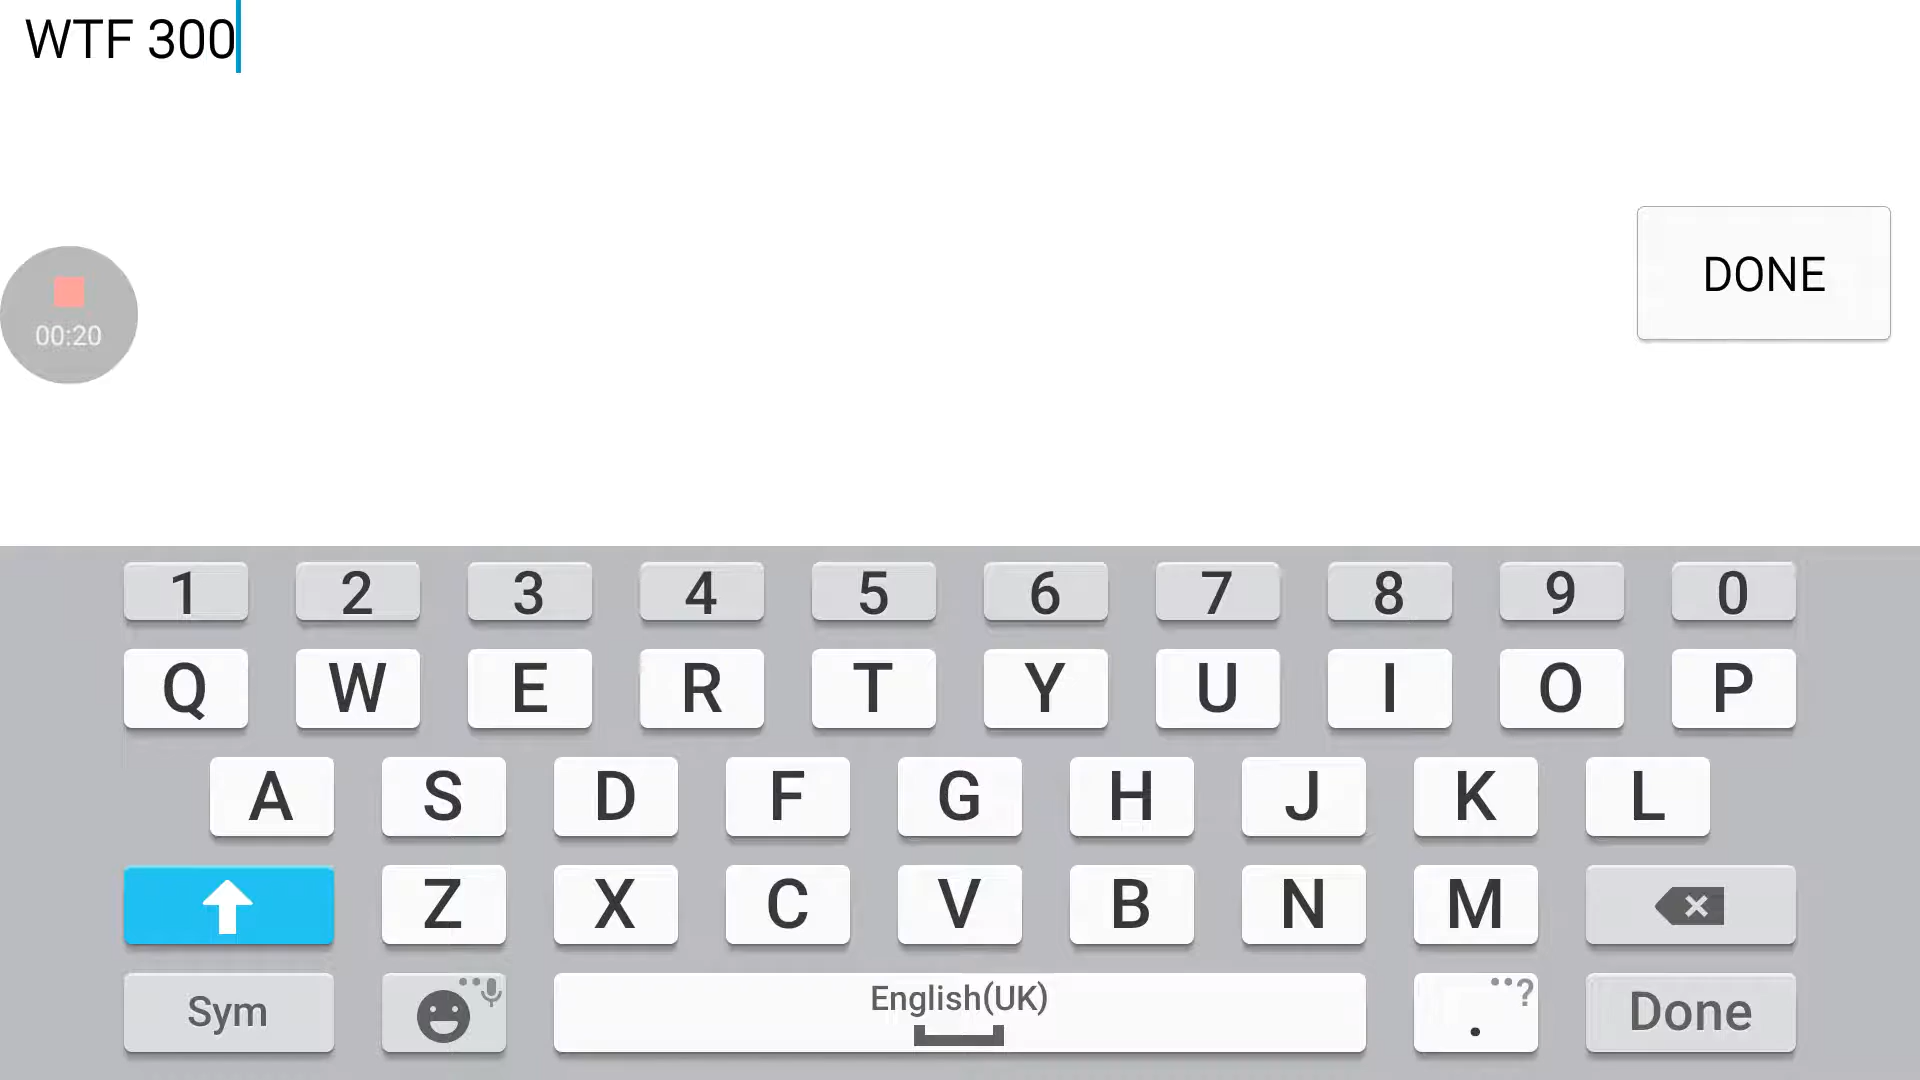 WTF 300
DONE
00:20
1 2 3 4 5 6 7 8 9 0
Q W E R T Y U I O P
A S D F G H J K L
Z X C V B N M
Sym English(UK) . ? Done